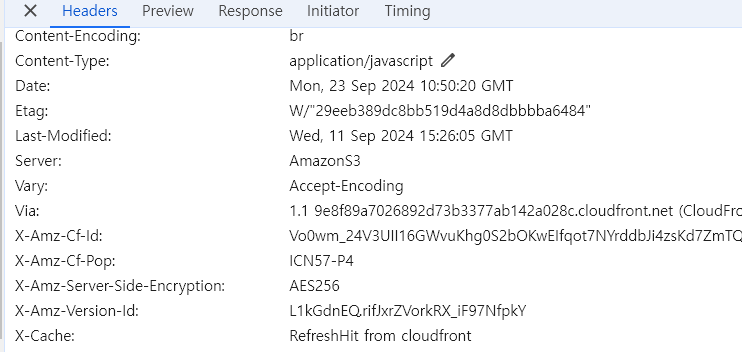 Headers Preview Response Initiator Timing
Content-Encoding: br
Content-Type: application/javascript
Date: Mon, 23 Sep 2024 10:50:20 GMT
Etag: W/"29eeb389dc8bb519d4a8d8dbbbba6484"
Last-Modified: Wed, 11 Sep 2024 15:26:05 GMT
Server: AmazonS3
Vary: Accept-Encoding
Via: 1.1 9e8f89a7026892d73b3377ab142a028c.cloudfront.net (CloudFro
X-Amz-Cf-Id:
X-Amz-Cf-Pop: ICN57-P4
X-Amz-Server-Side-Encryption: AES256
X-Amz-Version-Id: L1kGdnEQ.rifJxrZVorkRX_iF97NfpkY
X-Cache: RefreshHit from cloudfront